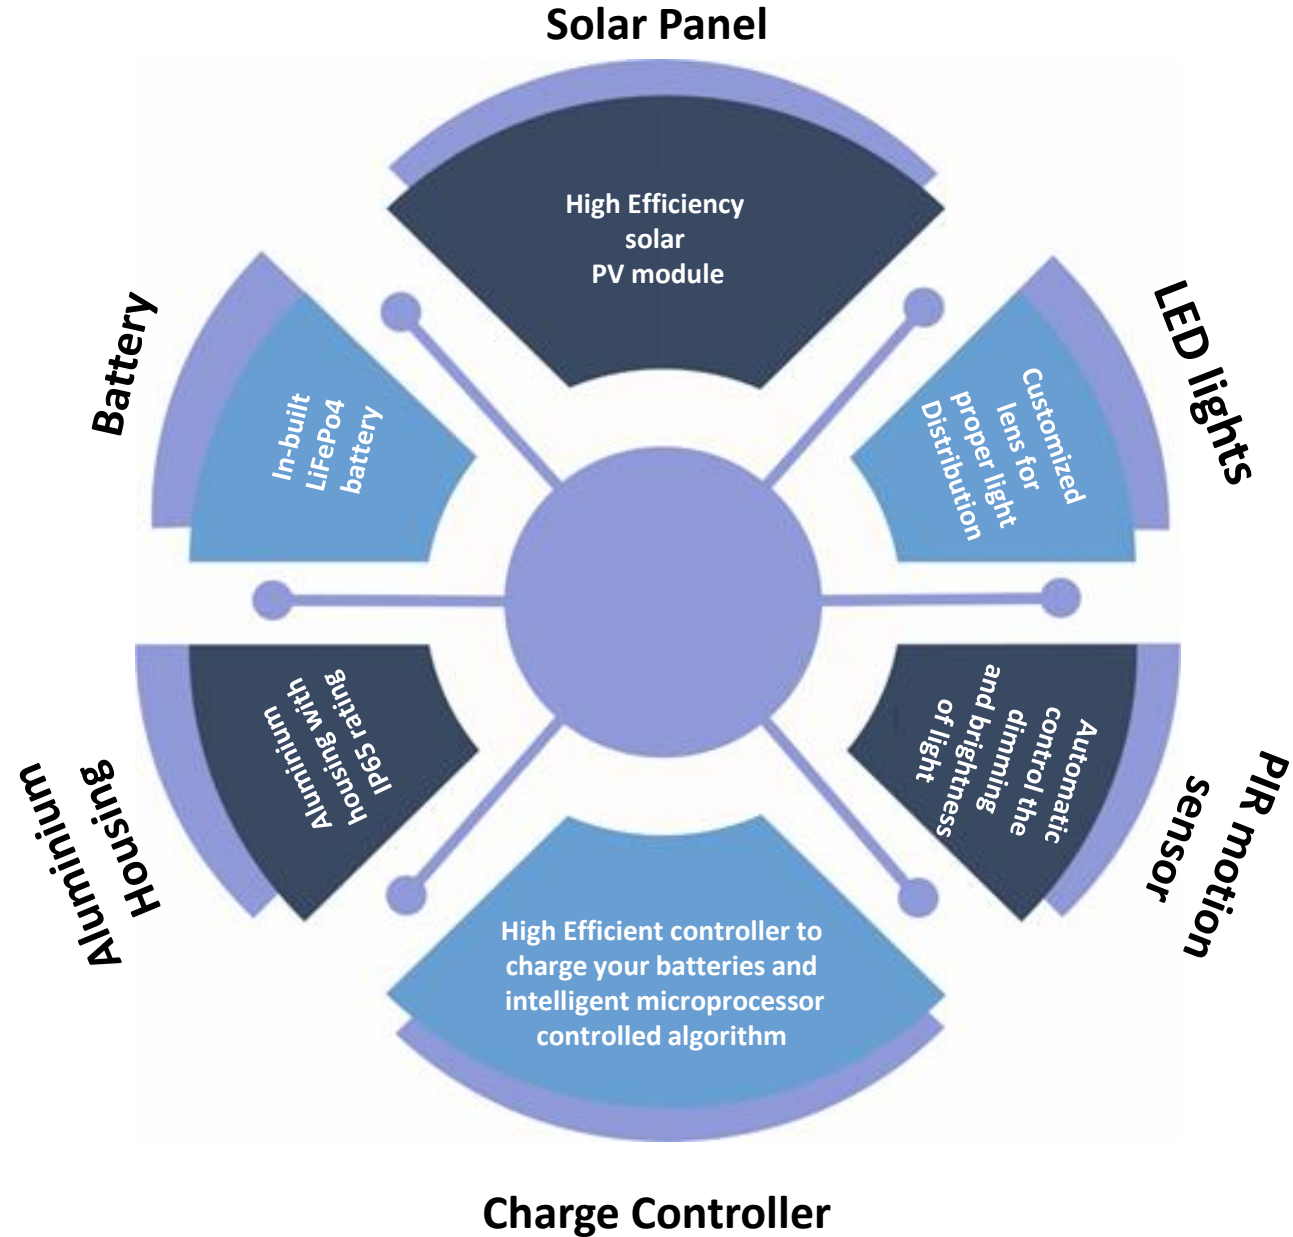 Solar Panel
High Efficiency
solar
PV module
LED lights
Customized
lens for
proper light
Distribution
PIR motion
sensor
Automatic
control the
dimming
and brightness
of light
Charge Controller
High Efficient controller to
charge your batteries and
intelligent microprocessor
controlled algorithm
Aluminium
Housing
Aluminium
housing with
IP65 rating
Battery
In-built
LiFePo4
battery